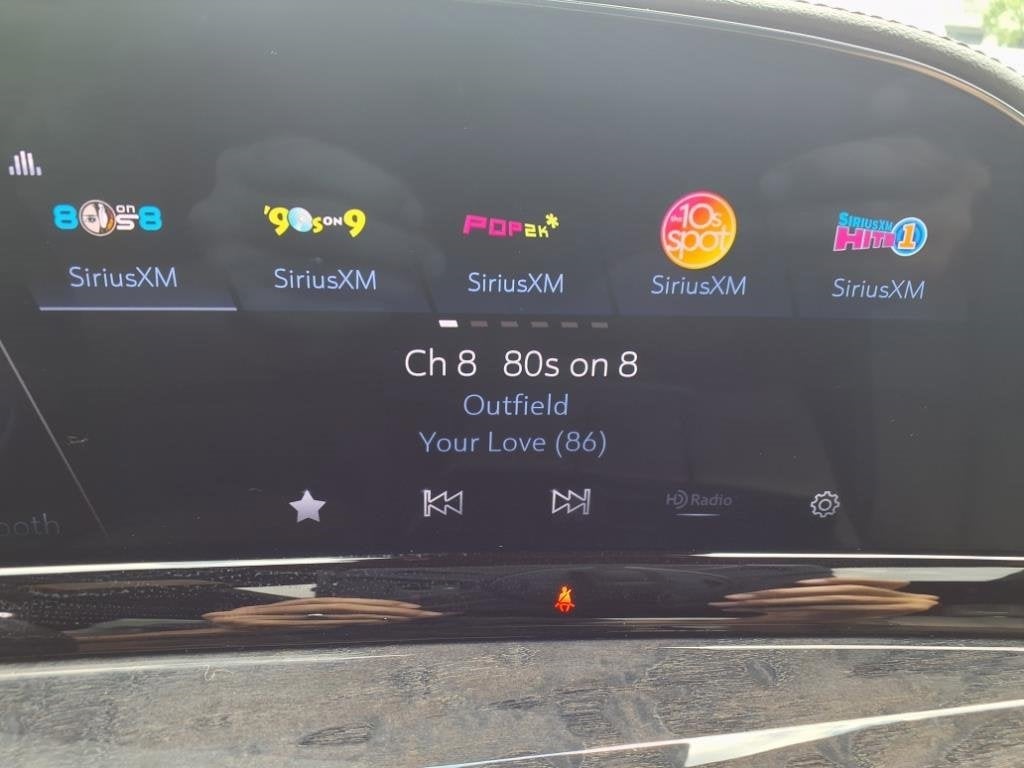 80s on 8
'90s ON 9
POP2K*
the 10s spot
SIRIUSXM HITS 1
SiriusXM
SiriusXM
SiriusXM
SiriusXM
SiriusXM
Ch 8 80s on 8
Outfield
Your Love (86)
HD Radio
ooth